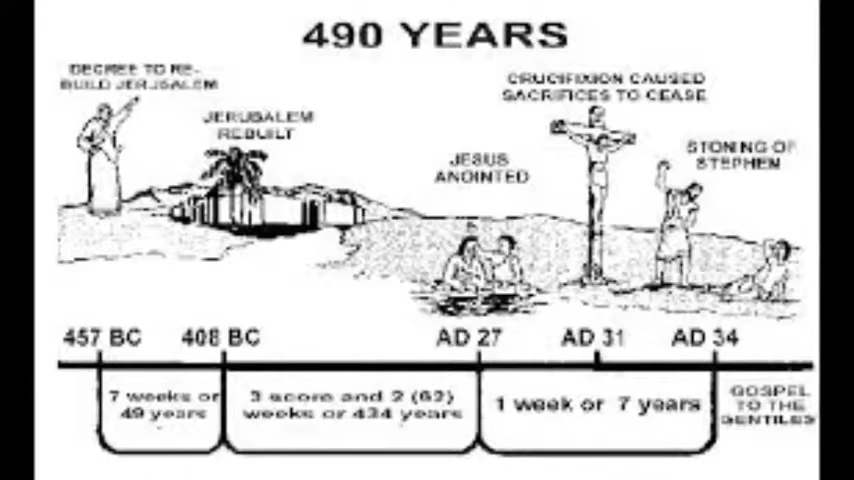 490 YEARS
DECREE TO RE-
BUILD JERUSALEM
JERUSALEM
REBUILT
JESUS
ANOINTED
CRUCIFIXION CAUSED
SACRIFICES TO CEASE
STONING OF
STEPHEN
457 BC
408 BC
AD 27
AD 31
AD 34
7 weeks or
49 years
3 score and 2 (62)
weeks or 434 years
1 week or 7 years
GOSPEL
TO THE
GENTILES